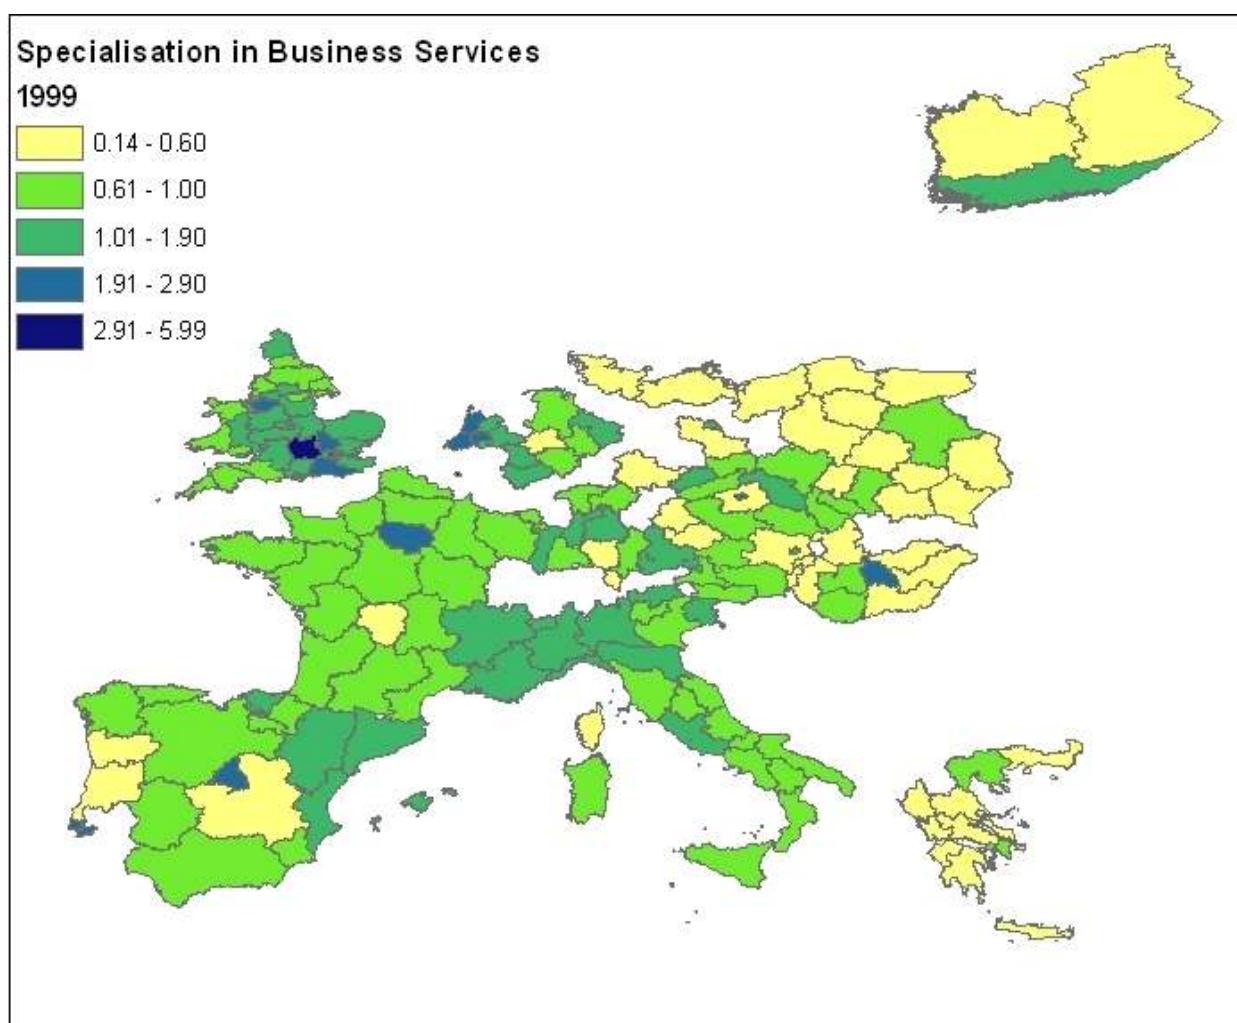 Specialisation in Business Services
1999
0.14 - 0.60
0.61 - 1.00
1.01 - 1.90
1.91 - 2.90
2.91 - 5.99